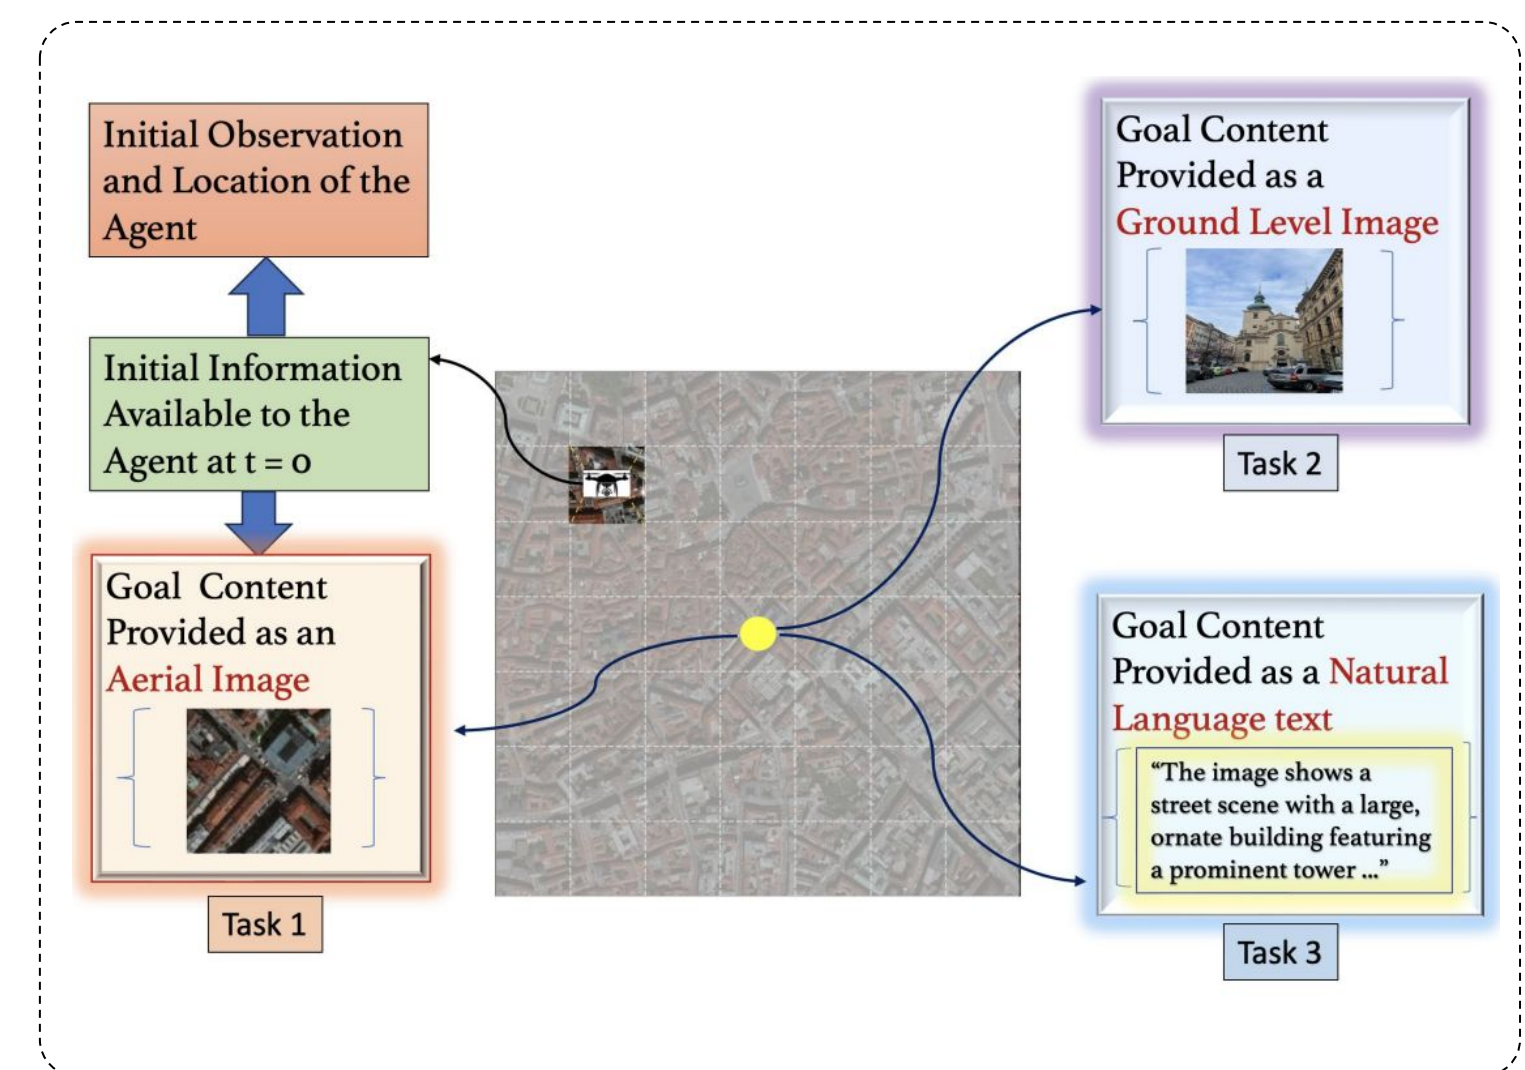 Initial Observation
and Location of the
Agent
Initial Information
Available to the
Agent at t = 0
Goal Content
Provided as an
Aerial Image
Task 1
Goal Content
Provided as a
Ground Level Image
Task 2
Goal Content
Provided as a Natural
Language text
“The image shows a
street scene with a large,
ornate building featuring
a prominent tower ...”
Task 3